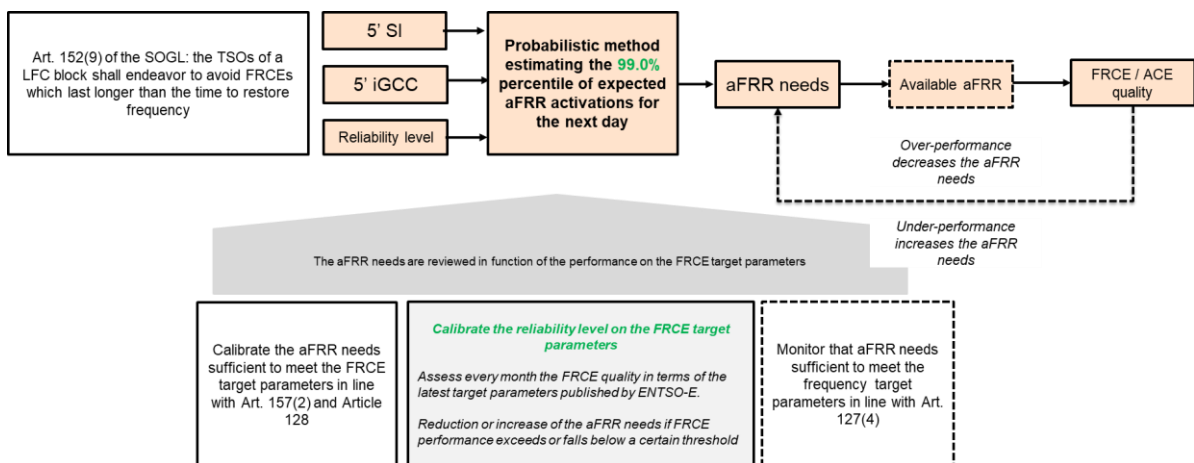 Art. 152(9) of the SOGL: the TSOs of a
LFC block shall endeavor to avoid FRCEs
which last longer than the time to restore
frequency
5' SI
5' iGCC
Reliability level
Probabilistic method
estimating the 99.0%
percentile of expected
aFRR activations for
the next day
aFRR needs
Available aFRR
FRCE / ACE
quality
Over-performance
decreases the aFRR
needs
Under-performance
increases the aFRR
needs
The aFRR needs are reviewed in function of the performance on the FRCE target parameters
Calibrate the aFRR needs
sufficient to meet the FRCE
target parameters in line
with Art. 157(2) and Article
128
Calibrate the reliability level on the FRCE target
parameters
Assess every month the FRCE quality in terms of the
latest target parameters published by ENTSO-E.
Reduction or increase of the aFRR needs if FRCE
performance exceeds or falls below a certain threshold
Monitor that aFRR needs
sufficient to meet the
frequency target
parameters in line with Art.
127(4)